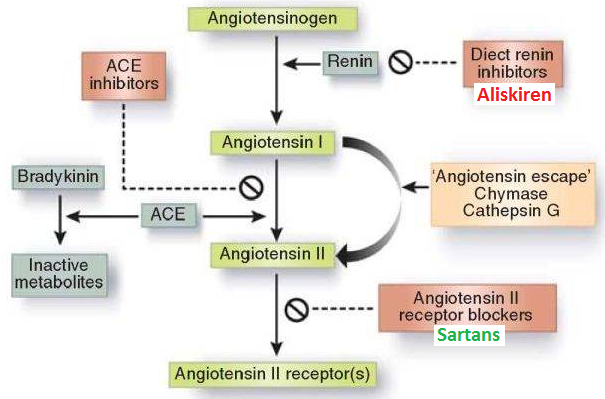 Angiotensinogen
ACE
inhibitors
Renin
Diect renin
inhibitors
Aliskiren
Angiotensin I
Bradykinin
'Angiotensin escape'
Chymase
Cathepsin G
ACE
Angiotensin II
Inactive
metabolites
Angiotensin II
receptor blockers
Sartans
Angiotensin II receptor(s)